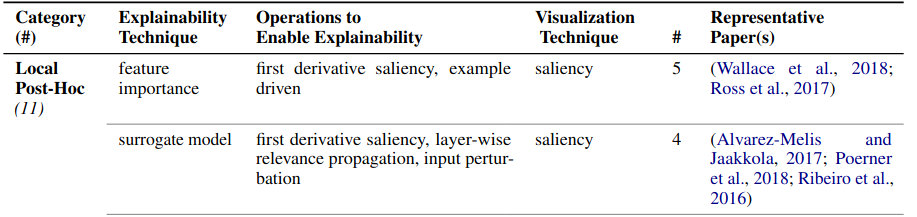 Category (#) Explainability Technique Operations to Enable Explainability Visualization Technique # Representative Paper(s)
Local Post-Hoc (11) feature importance first derivative saliency, example driven saliency 5 (Wallace et al., 2018; Ross et al., 2017)
surrogate model first derivative saliency, layer-wise relevance propagation, input perturbation saliency 4 (Alvarez-Melis and Jaakkola, 2017; Poerner et al., 2018; Ribeiro et al., 2016)